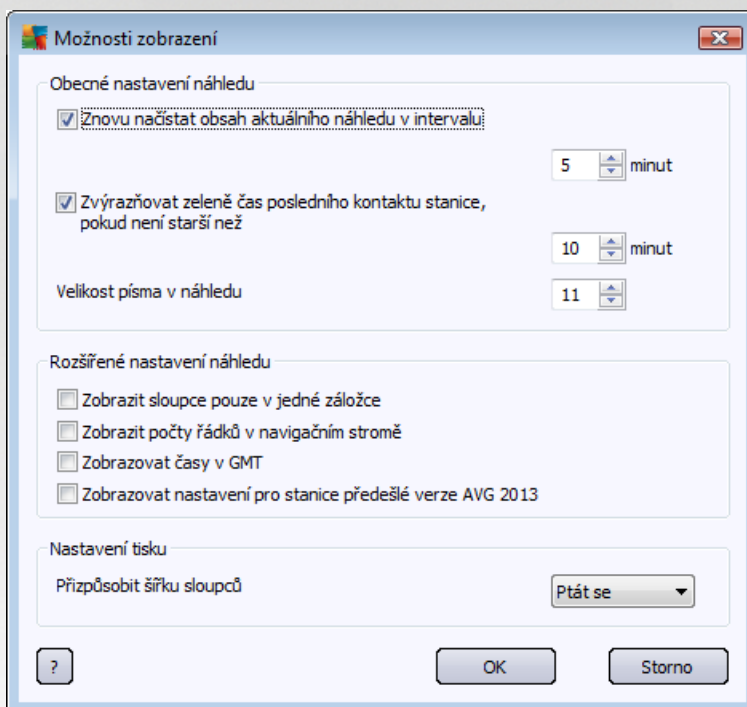 Možnosti zobrazení
Obecné nastavení náhledu
Znovu načístat obsah aktuálního náhledu v intervalu
5 minut
Zvýrazňovat zeleně čas posledního kontaktu stanice,
pokud není starší než
10 minut
Velikost písma v náhledu 11
Rozšířené nastavení náhledu
Zobrazit sloupce pouze v jedné záložce
Zobrazit počty řádků v navigačním stromě
Zobrazovat časy v GMT
Zobrazovat nastavení pro stanice předešlé verze AVG 2013
Nastavení tisku
Přizpůsobit šířku sloupců Ptát se
? OK Storno